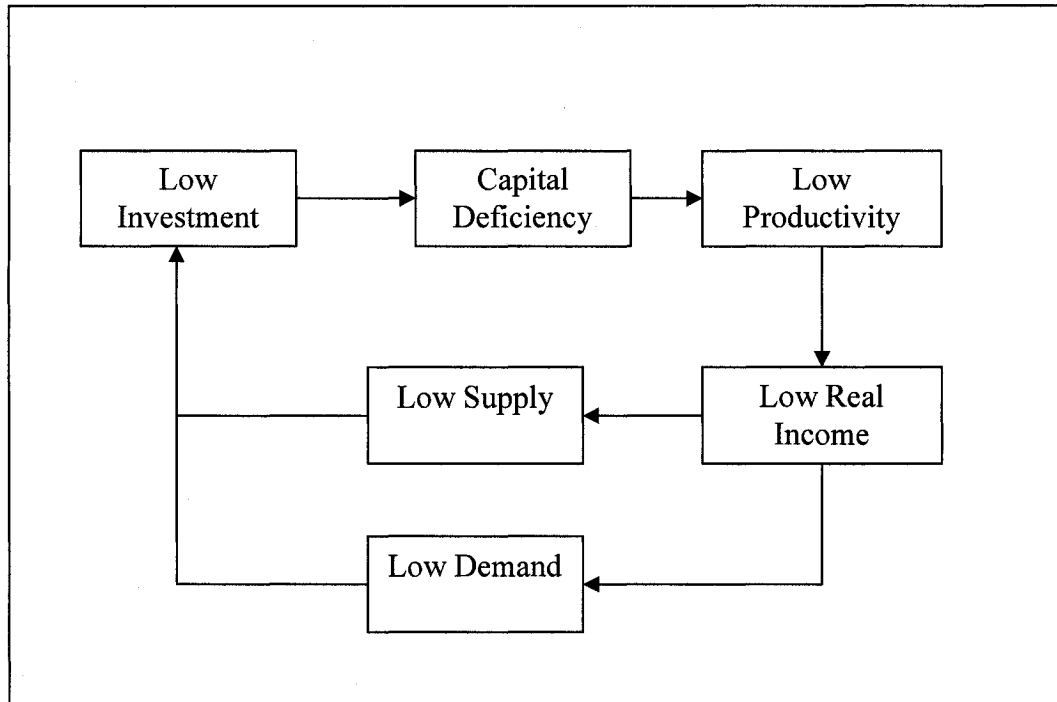 Low
Investment
Capital
Deficiency
Low
Productivity
Low Supply
Low Real
Income
Low Demand